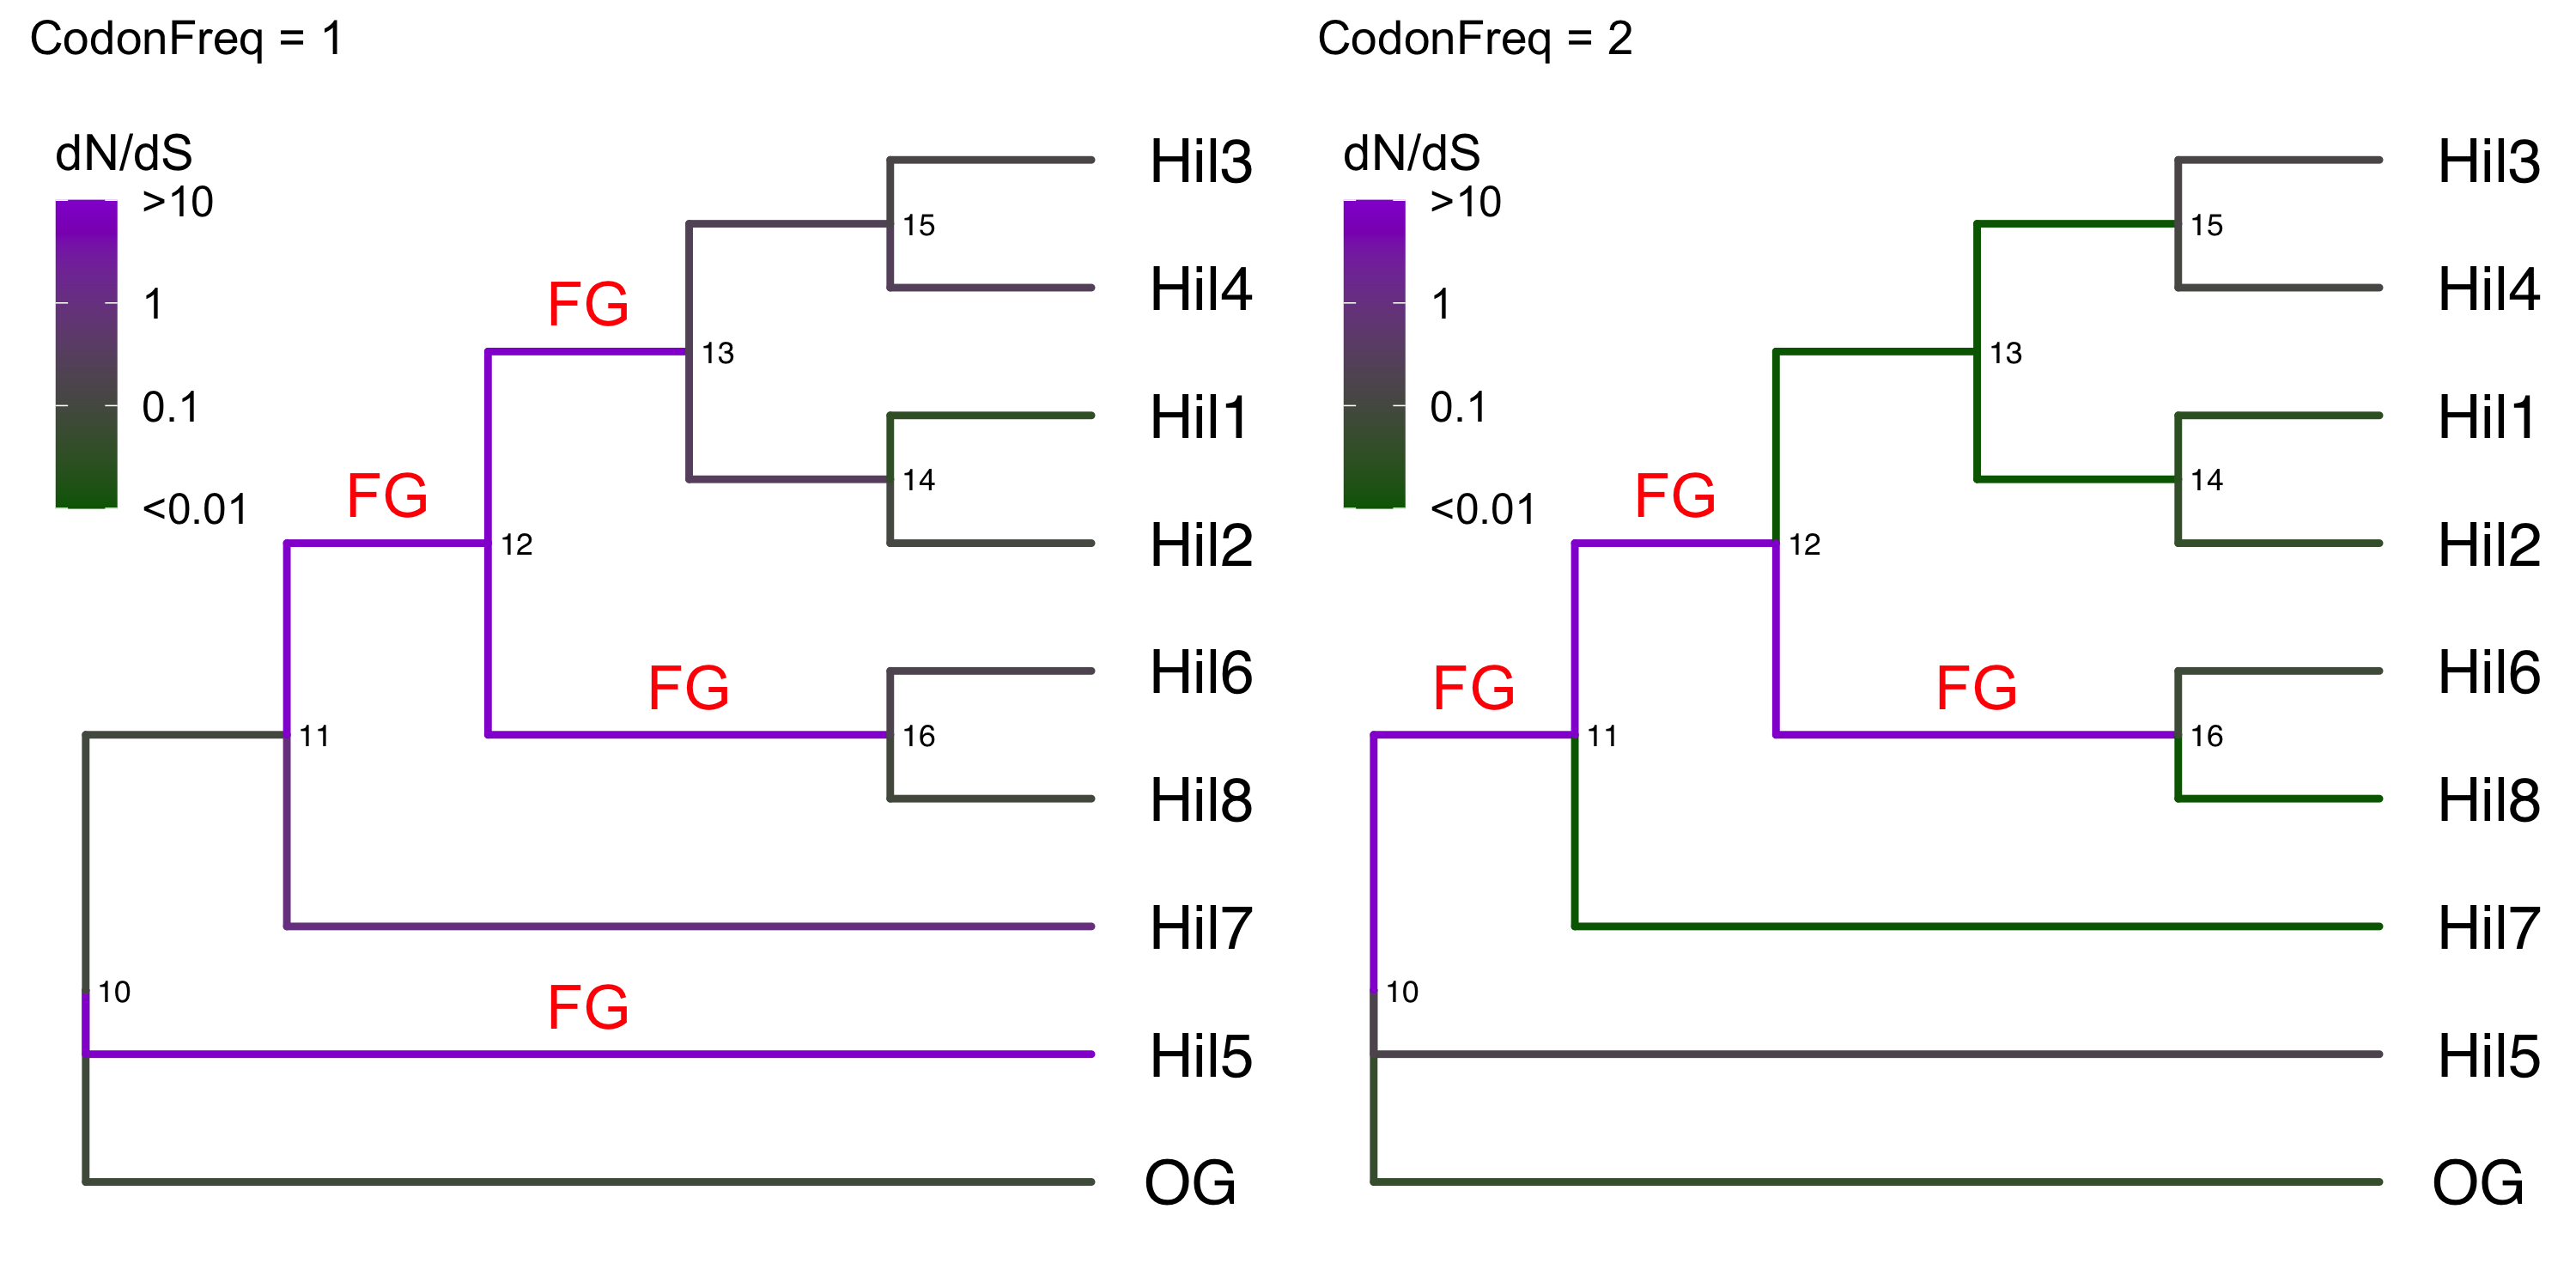 CodonFreq = 1
dN/dS
>10
1
0.1
<0.01
FG
FG
FG
FG
10
11
12
13
15
14
16
Hil3
Hil4
Hil1
Hil2
Hil6
Hil8
Hil7
Hil5
OG
CodonFreq = 2
dN/dS
>10
1
0.1
<0.01
FG
FG
FG
10
11
12
13
15
14
16
Hil3
Hil4
Hil1
Hil2
Hil6
Hil8
Hil7
Hil5
OG